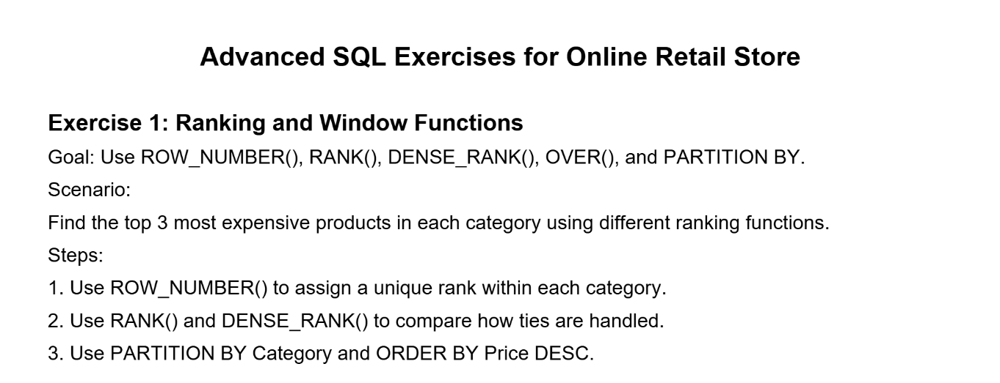 Advanced SQL Exercises for Online Retail Store
Exercise 1: Ranking and Window Functions
Goal: Use ROW_NUMBER(), RANK(), DENSE_RANK(), OVER(), and PARTITION BY.
Scenario:
Find the top 3 most expensive products in each category using different ranking functions.
Steps:
1. Use ROW_NUMBER() to assign a unique rank within each category.
2. Use RANK() and DENSE_RANK() to compare how ties are handled.
3. Use PARTITION BY Category and ORDER BY Price DESC.